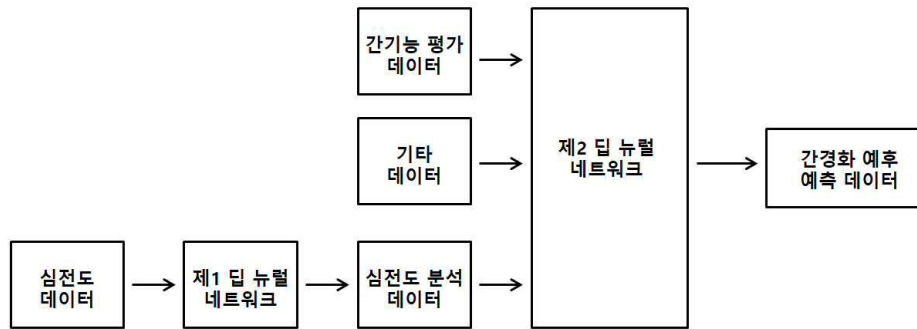 간기능 평가
데이터
기타
데이터
제2 딥 뉴럴
네트워크
간경화 예후
예측 데이터
심전도
데이터
제1 딥 뉴럴
네트워크
심전도 분석
데이터